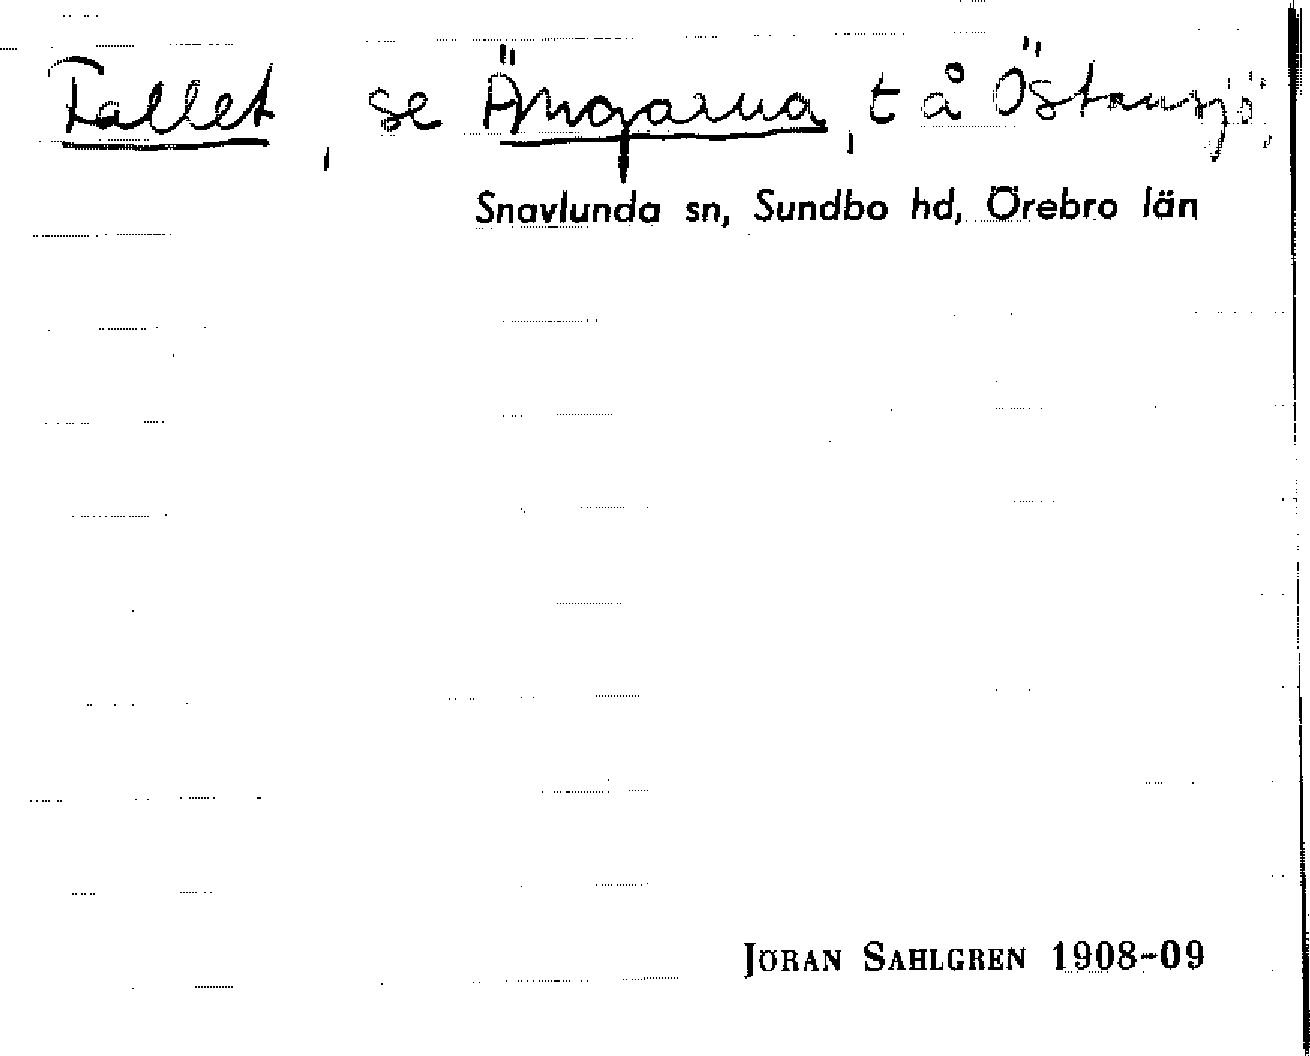 Fallet, se Ängarna, t å Östansjö,
Snavlunda sn, Sundbo hd, Örebro län
JÖRAN SAHLGREN 1908-09